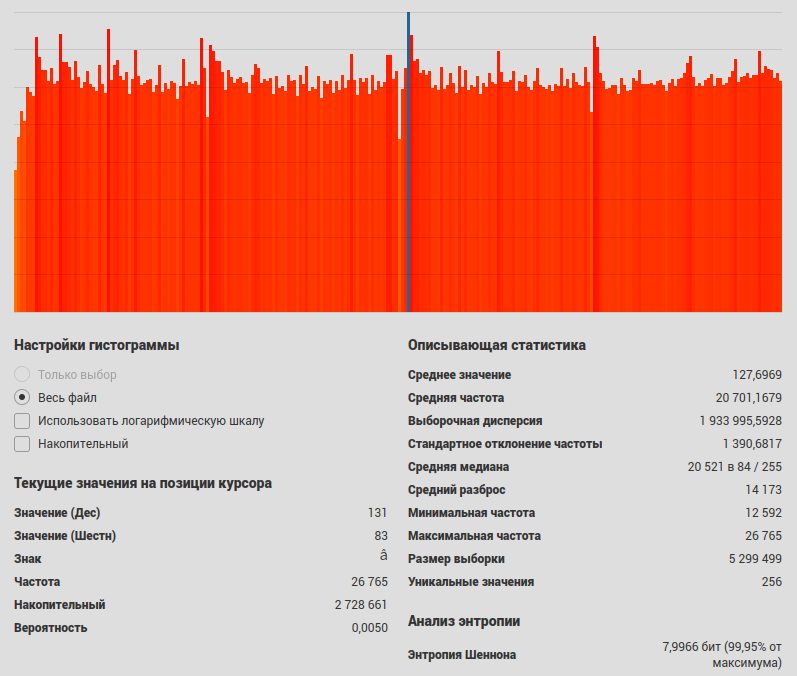 Настройки гистограммы
Только выбор
Весь файл
Использовать логарифмическую шкалу
Накопительный
Текущие значения на позиции курсора
Значение (Дес) 131
Значение (Шестн) 83
Знак â
Частота 26 765
Накопительный 2 728 661
Вероятность 0,0050
Описывающая статистика
Среднее значение 127,6969
Средняя частота 20 701,1679
Выборочная дисперсия 1 933 995,5928
Стандартное отклонение частоты 1 390,6817
Средняя медиана 20 521 в 84 / 255
Средний разброс 14 173
Минимальная частота 12 592
Максимальная частота 26 765
Размер выборки 5 299 499
Уникальные значения 256
Анализ энтропии
Энтропия Шеннона 7,9966 бит (99,95% от
максимума)